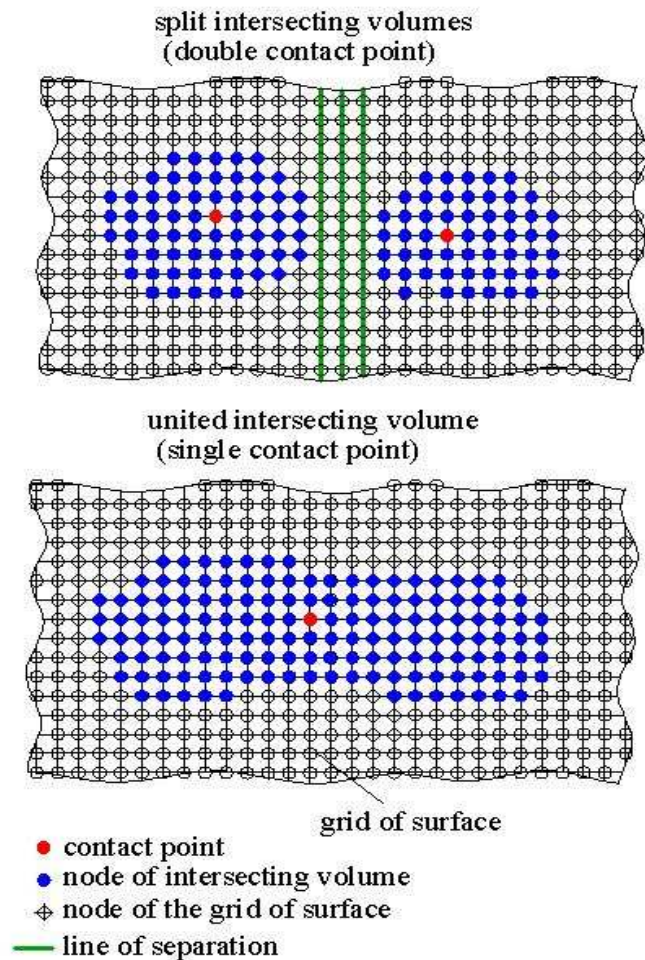 split intersecting volumes
(double contact point)
united intersecting volume
(single contact point)
grid of surface
contact point
node of intersecting volume
node of the grid of surface
line of separation